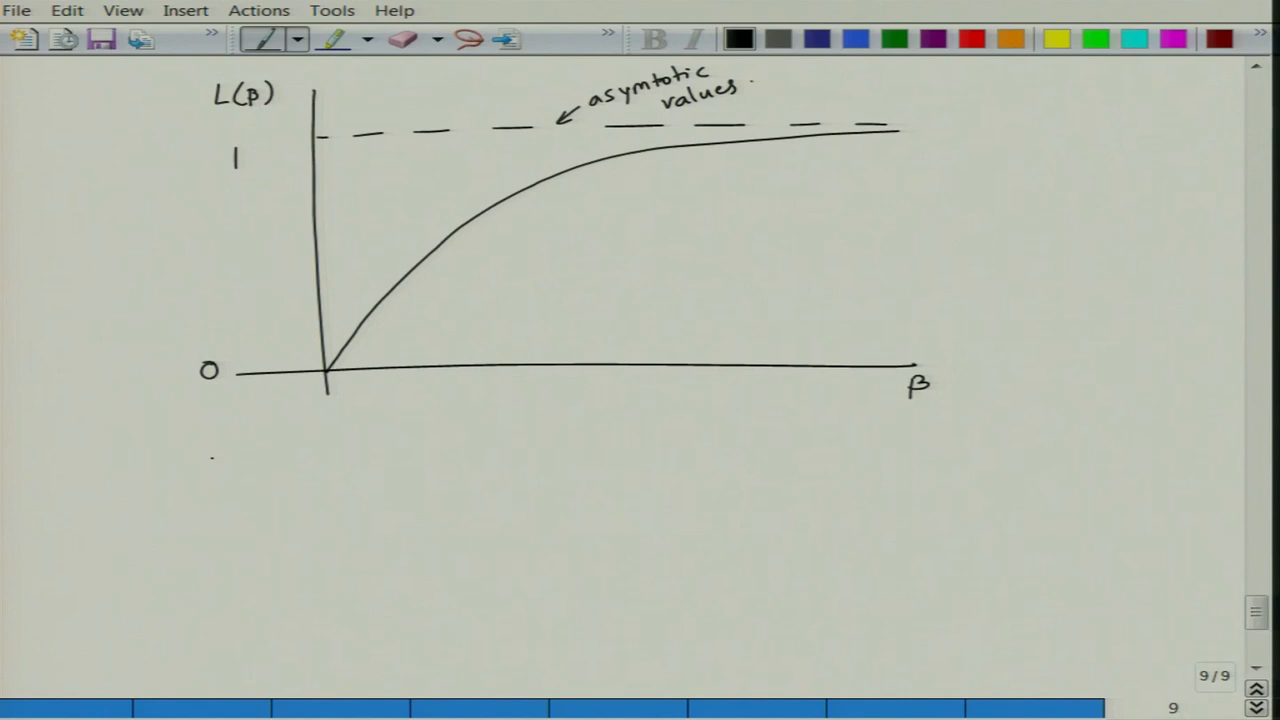 File Edit View Insert Actions Tools Help
B I
L(β)
asymtotic
values
1
0
β
9 / 9
9